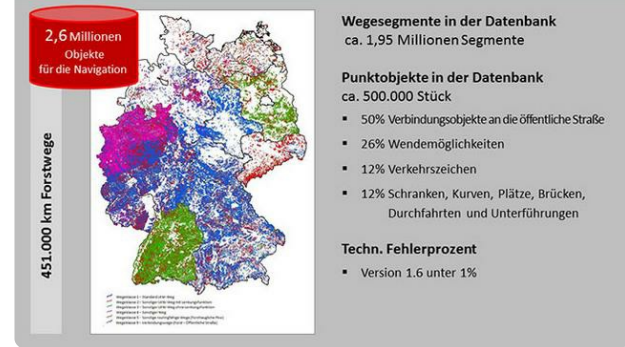 2,6 Millionen
Objekte
für die Navigation
451.000 km Forstwege
Wegesegmente in der Datenbank
ca. 1,95 Millionen Segmente
Punktobjekte in der Datenbank
ca. 500.000 Stück
▪ 50% Verbindungsobjekte an die öffentliche Straße
▪ 26% Wendemöglichkeiten
▪ 12% Verkehrszeichen
▪ 12% Schranken, Kurven, Plätze, Brücken,
Durchfahrten und Unterführungen
Techn. Fehlerprozent
▪ Version 1.6 unter 1%